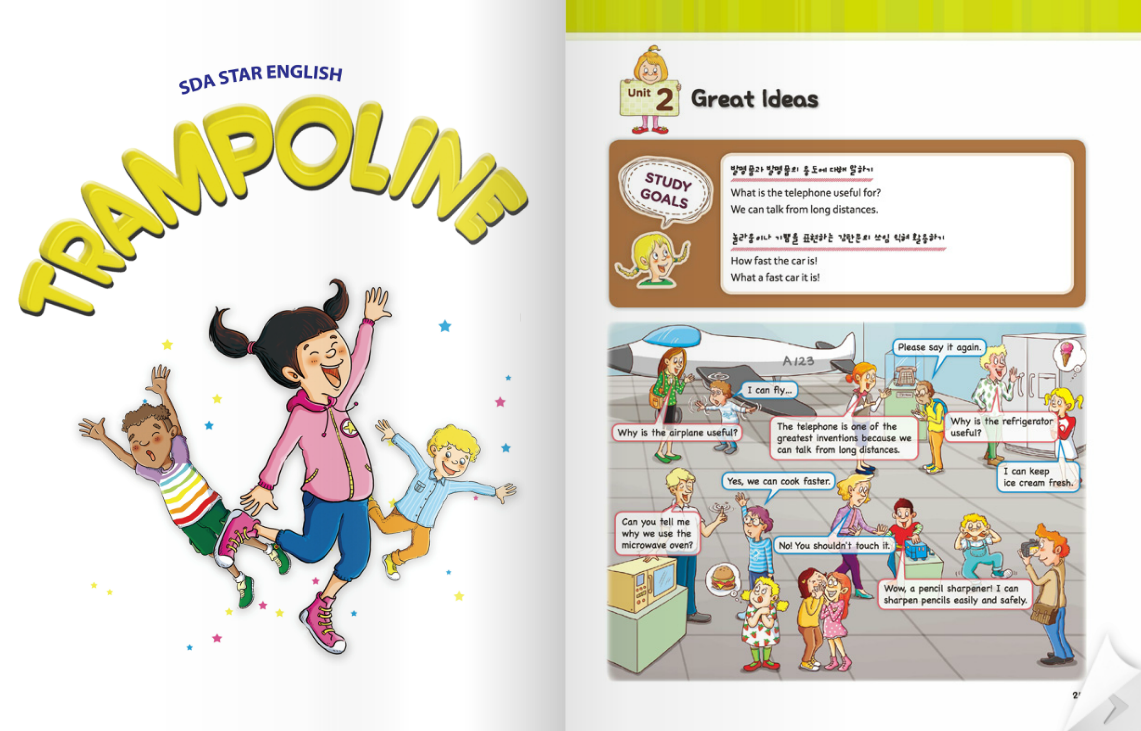 SDA STAR ENGLISH
TRAMPOLINE
Unit 2
Great Ideas
STUDY
GOALS
발명품과 발명품의 용도에 대해 말하기
What is the telephone useful for?
We can talk from long distances.
놀라움이나 기쁨을 표현하는 감탄문의 쓰임 익혀 활용하기
How fast the car is!
What a fast car it is!
A123
Please say it again.
I can fly...
Why is the airplane useful?
The telephone is one of the
greatest inventions because we
can talk from long distances.
Why is the refrigerator
useful?
I can keep
ice cream fresh.
Yes, we can cook faster.
Can you tell me
why we use the
microwave oven?
No! You shouldn't touch it.
Wow, a pencil sharpener! I can
sharpen pencils easily and safely.